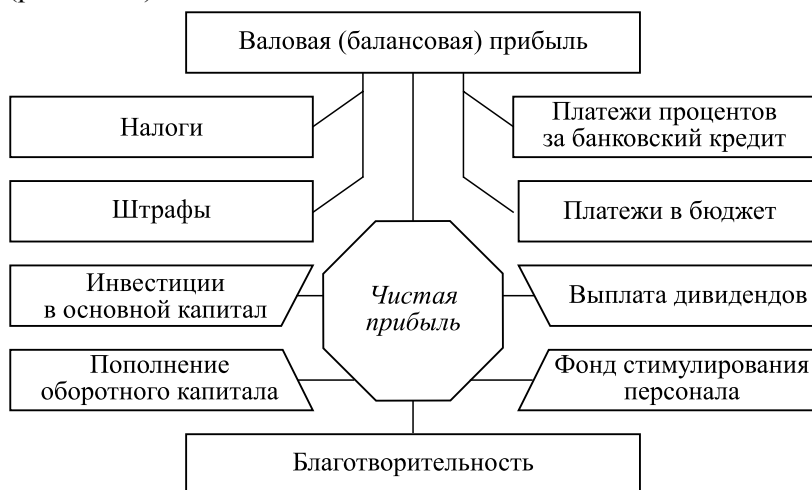 Валовая (балансовая) прибыль
Налоги
Платежи процентов
за банковский кредит
Штрафы
Платежи в бюджет
Инвестиции
в основной капитал
Чистая
прибыль
Выплата дивидендов
Пополнение
оборотного капитала
Фонд стимулирования
персонала
Благотворительность